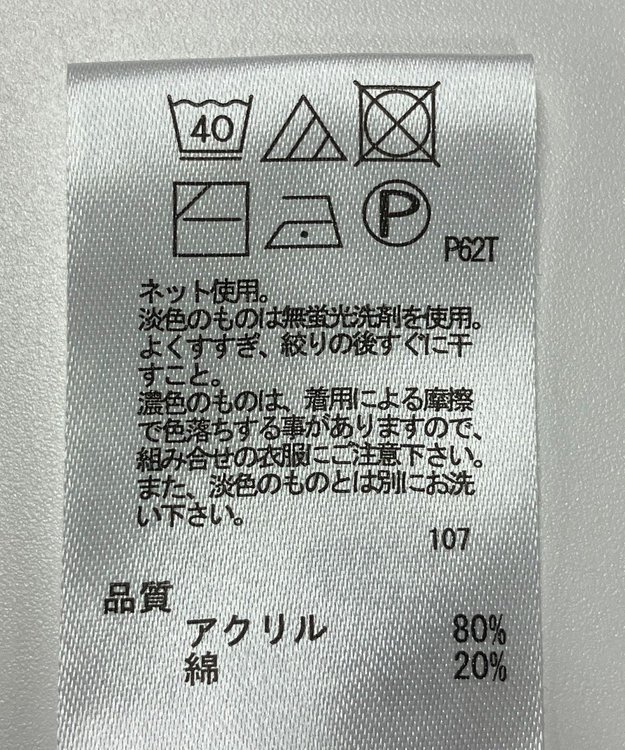 40
P
P62T
ネット使用。
淡色のものは無蛍光洗剤を使用。
よくすすぎ、絞りの後すぐに干
すこと。
濃色のものは、着用による摩擦
で色落ちする事がありますので、
組み合せの衣服にご注意下さい。
また、淡色のものとは別にお洗
い下さい。
107
品質
アクリル 80%
綿 20%